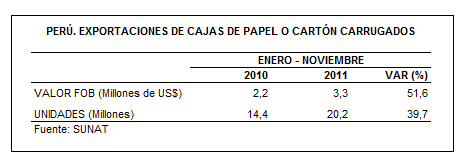 PERÚ. EXPORTACIONES DE CAJAS DE PAPEL O CARTÓN CARRUGADOS
ENERO - NOVIEMBRE
2010 2011 VAR (%)
VALOR FOB (Millones de US$) 2,2 3,3 51,6
UNIDADES (Millones) 14,4 20,2 39,7
Fuente: SUNAT